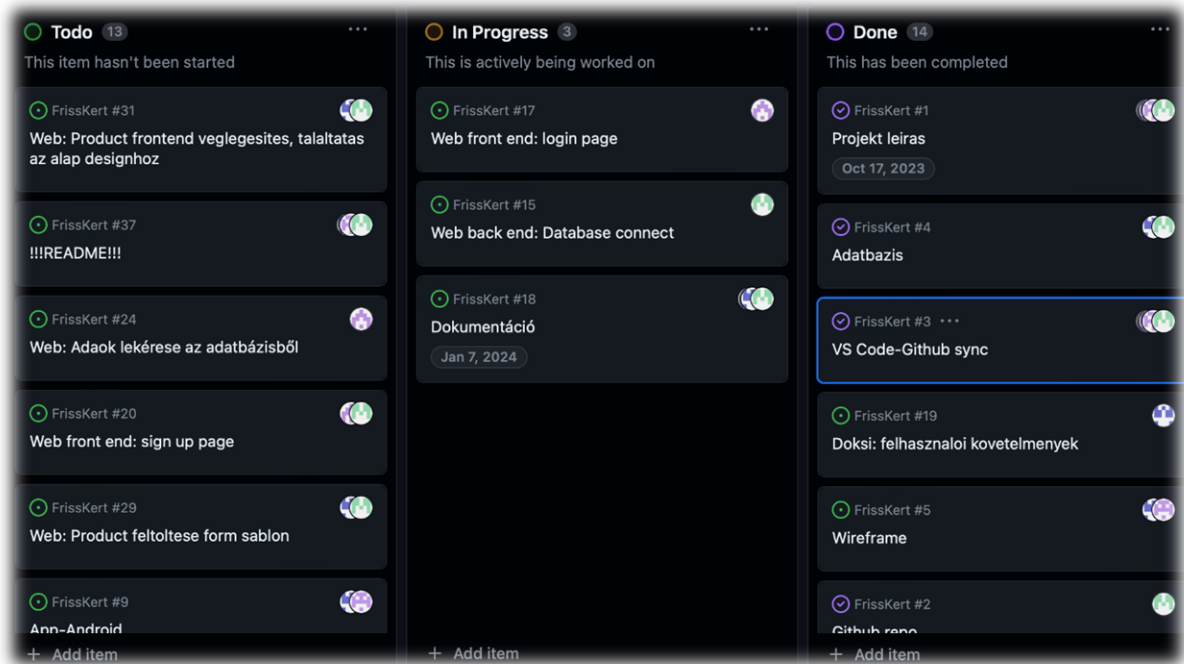 Todo 13
This item hasn't been started
FrissKert #31
Web: Product frontend veglegesites, talaltatas
az alap designhoz
FrissKert #37
!!!README!!!
FrissKert #24
Web: Adaok lekérese az adatbázisből
FrissKert #20
Web front end: sign up page
FrissKert #29
Web: Product feltoltese form sablon
FrissKert #9
App-Android
+ Add item
In Progress 3
This is actively being worked on
FrissKert #17
Web front end: login page
FrissKert #15
Web back end: Database connect
FrissKert #18
Dokumentáció
Jan 7, 2024
+ Add item
Done 14
This has been completed
FrissKert #1
Projekt leiras
Oct 17, 2023
FrissKert #4
Adatbazis
FrissKert #3
VS Code-Github sync
FrissKert #19
Doksi: felhasznaloi kovetelmenyek
FrissKert #5
Wireframe
FrissKert #2
Github repo
+ Add item